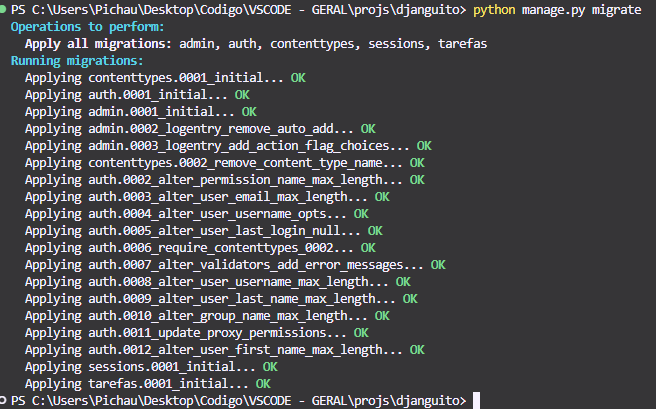 PS C:\Users\Pichau\Desktop\Codigo\VSCODE - GERAL\projs\djanguito> python manage.py migrate
Operations to perform:
  Apply all migrations: admin, auth, contenttypes, sessions, tarefas
Running migrations:
  Applying contenttypes.0001_initial... OK
  Applying auth.0001_initial... OK
  Applying admin.0001_initial... OK
  Applying admin.0002_logentry_remove_auto_add... OK
  Applying admin.0003_logentry_add_action_flag_choices... OK
  Applying contenttypes.0002_remove_content_type_name... OK
  Applying auth.0002_alter_permission_name_max_length... OK
  Applying auth.0003_alter_user_email_max_length... OK
  Applying auth.0004_alter_user_username_opts... OK
  Applying auth.0005_alter_user_last_login_null... OK
  Applying auth.0006_require_contenttypes_0002... OK
  Applying auth.0007_alter_validators_add_error_messages... OK
  Applying auth.0008_alter_user_username_max_length... OK
  Applying auth.0009_alter_user_last_name_max_length... OK
  Applying auth.0010_alter_group_name_max_length... OK
  Applying auth.0011_update_proxy_permissions... OK
  Applying auth.0012_alter_user_first_name_max_length... OK
  Applying sessions.0001_initial... OK
  Applying tarefas.0001_initial... OK
PS C:\Users\Pichau\Desktop\Codigo\VSCODE - GERAL\projs\djanguito>